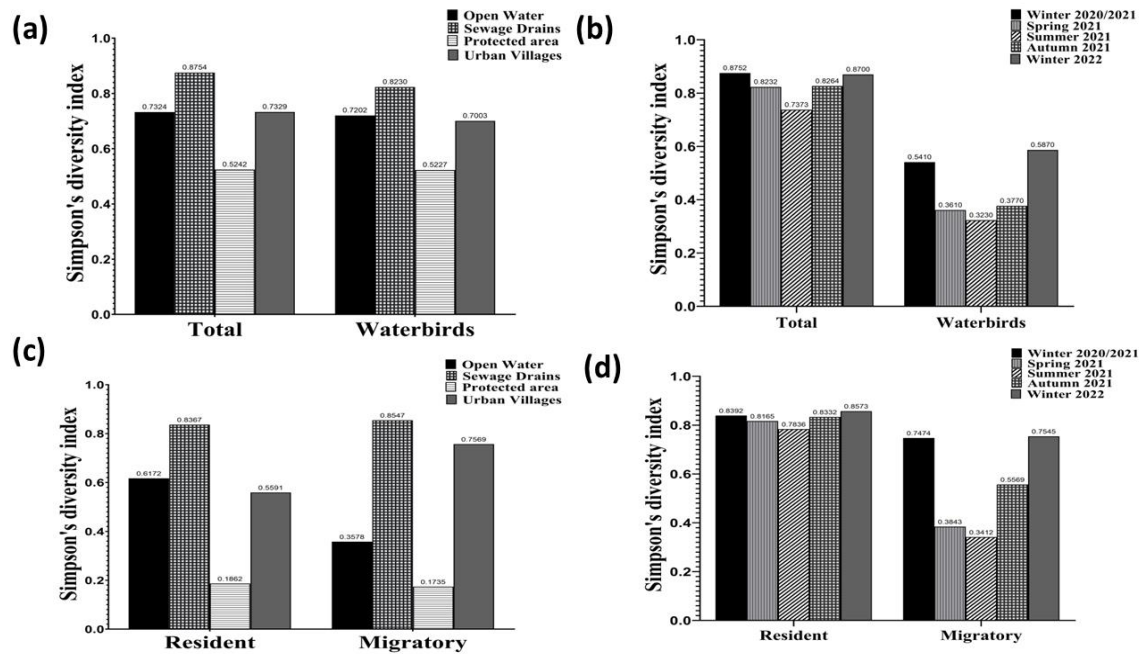 (a)
Open Water
Sewage Drains
Protected area
Urban Villages
Simpson's diversity index
1.0
0.8
0.6
0.4
0.2
0.0
0.7324
0.8754
0.5242
0.7329
0.7202
0.8230
0.5227
0.7003
Total
Waterbirds
(b)
Winter 2020/2021
Spring 2021
Summer 2021
Autumn 2021
Winter 2022
Simpson's diversity index
1.0
0.8
0.6
0.4
0.2
0.0
0.8752
0.8232
0.7373
0.8264
0.8700
0.5410
0.3610
0.3230
0.3770
0.5870
Total
Waterbirds
(c)
Open Water
Sewage Drains
Protected area
Urban Villages
Simpson's diversity index
1.0
0.8
0.6
0.4
0.2
0.0
0.6172
0.8367
0.1862
0.5591
0.3578
0.8547
0.1735
0.7569
Resident
Migratory
(d)
Winter 2020/2021
Spring 2021
Summer 2021
Autumn 2021
Winter 2022
Simpson's diversity index
1.0
0.8
0.6
0.4
0.2
0.0
0.8392
0.8165
0.7836
0.8332
0.8573
0.7474
0.3843
0.3412
0.5569
0.7545
Resident
Migratory